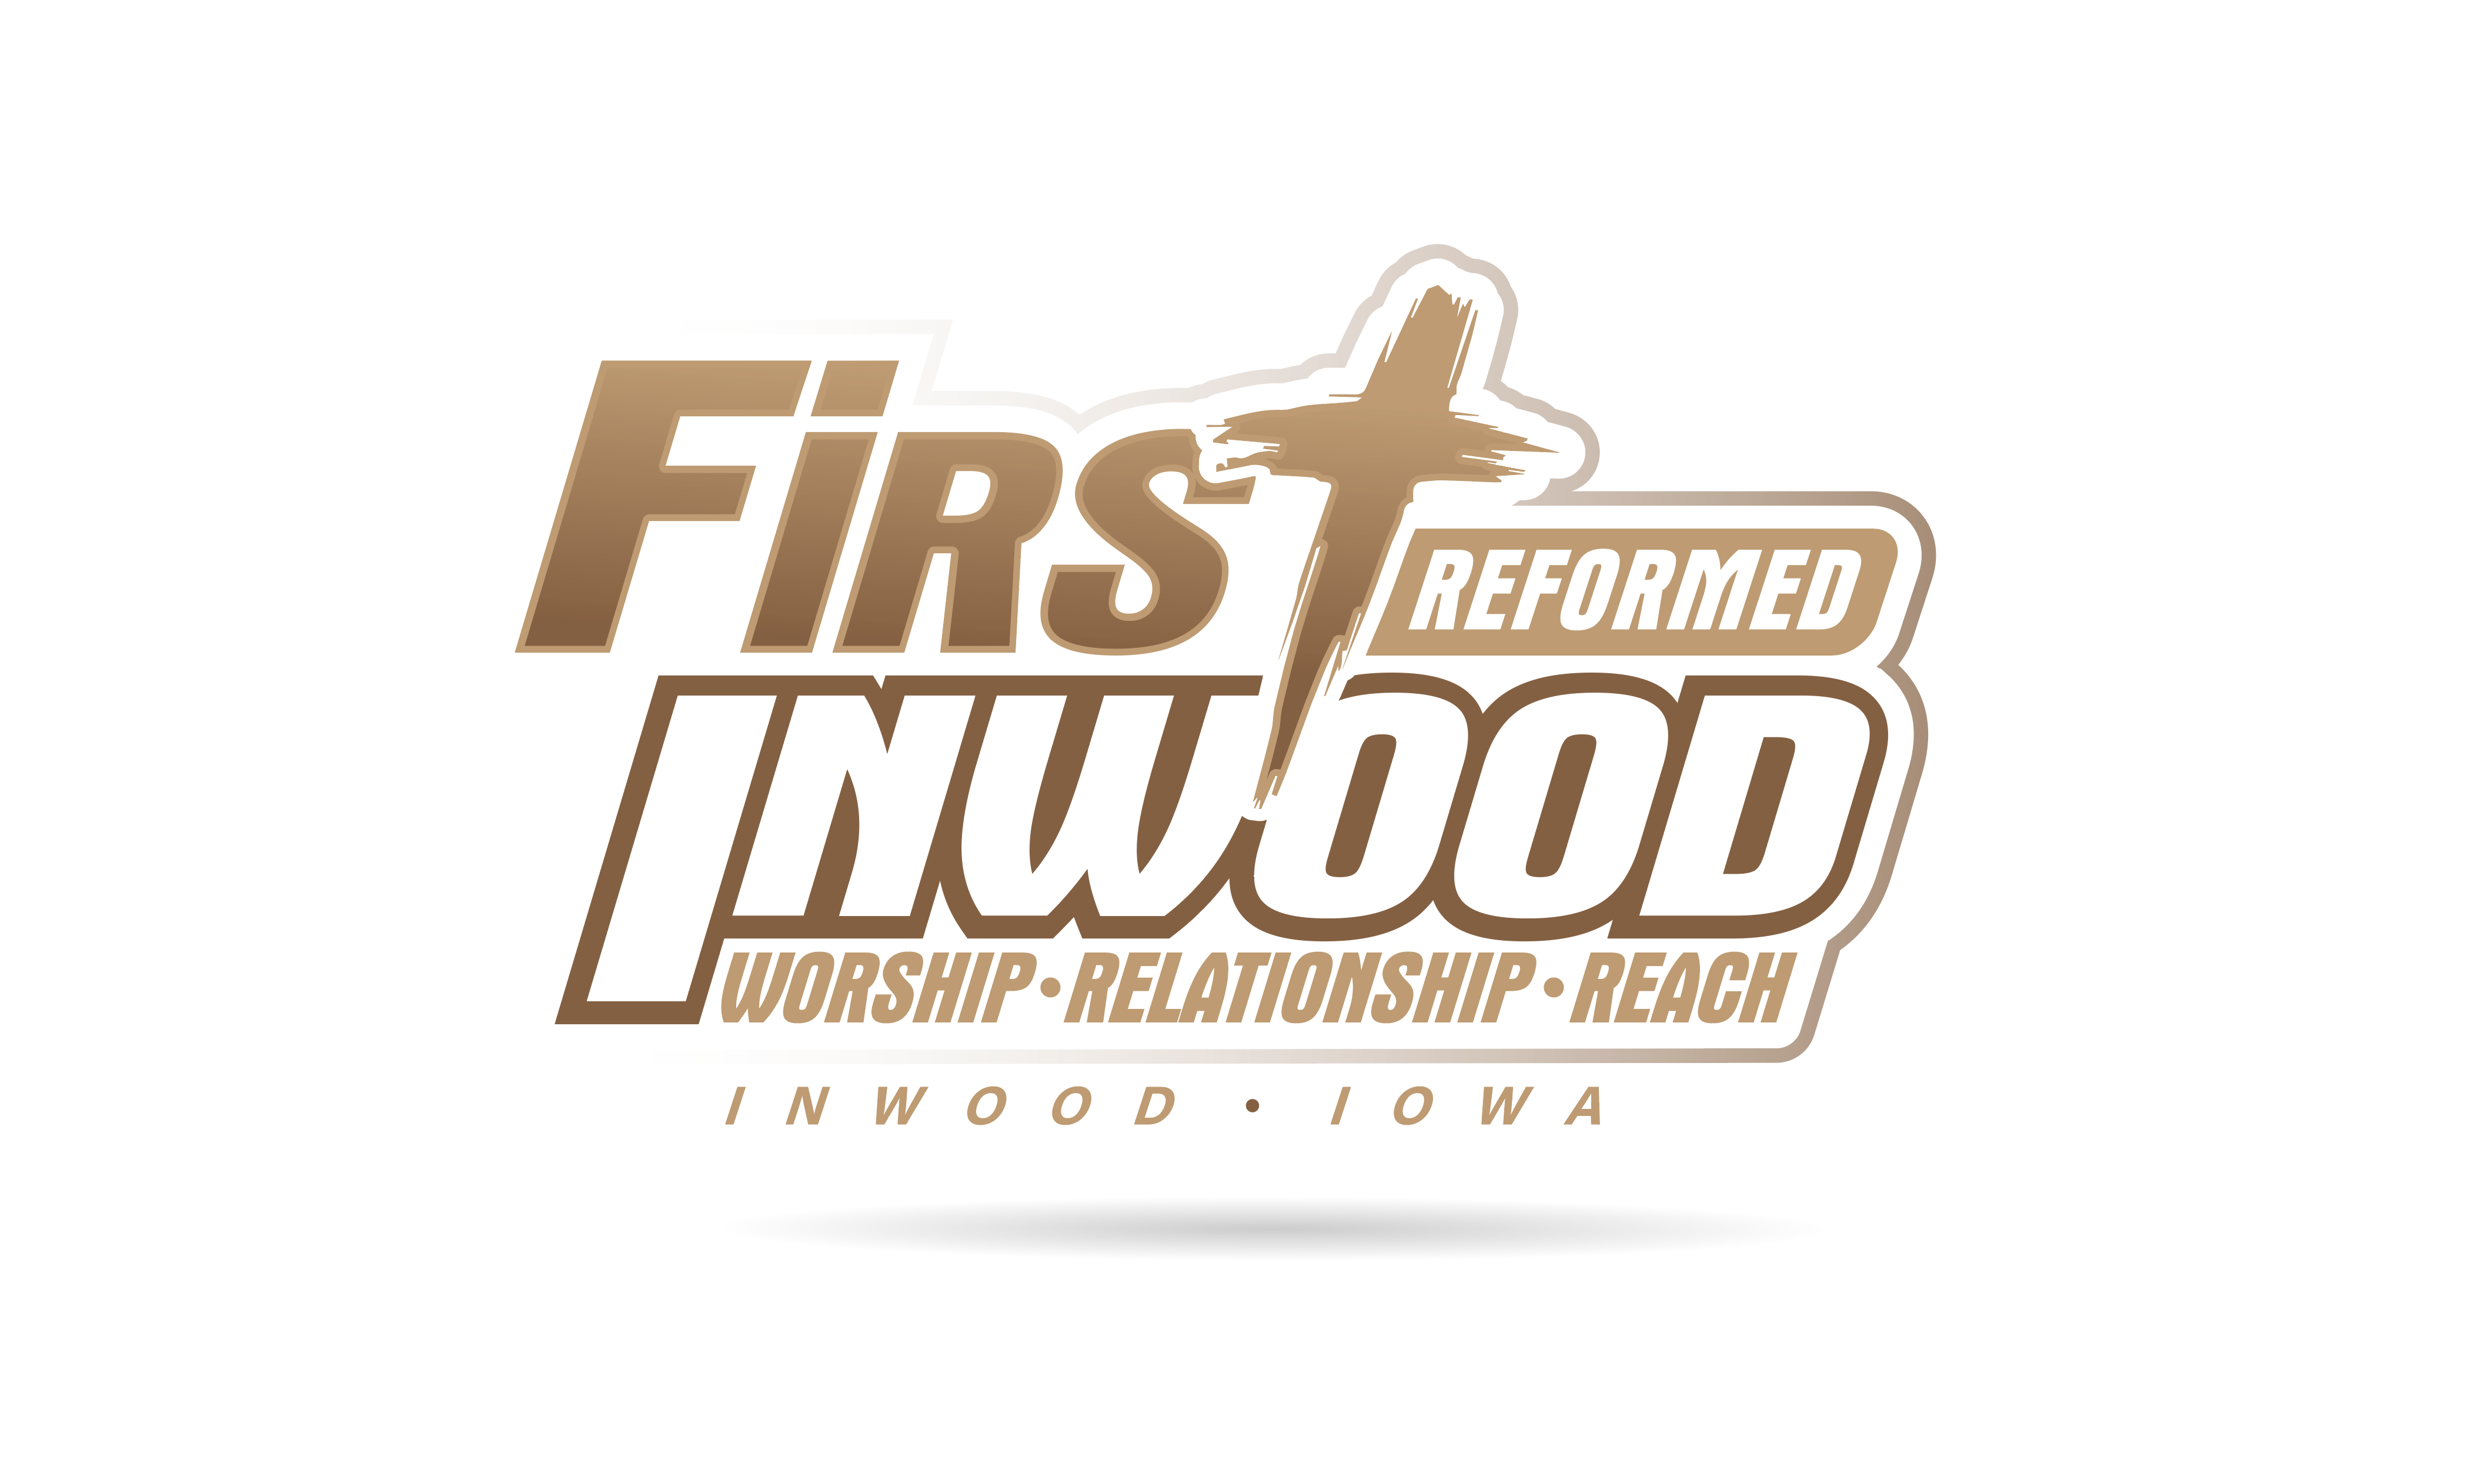 FiRST
REFORMED
INWOOD
WORSHIP • RELATIONSHIP • REACH
INWOOD • IOWA